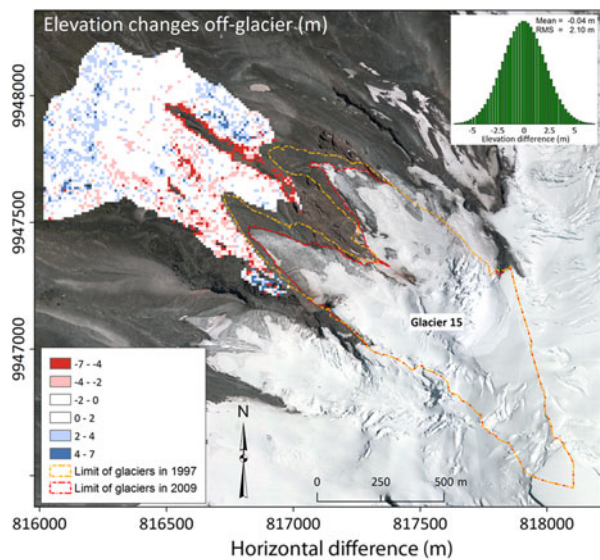 Elevation changes off-glacier (m)
Mean = -0.04 m
RMS = 2.10 m
-5 -2.5 0 2.5 5
Elevation difference (m)
9948000
9947500
9947000
Glacier 15
-7 - -4
-4 - -2
-2 - 0
0 - 2
2 - 4
4 - 7
Limit of glaciers in 1997
Limit of glaciers in 2009
N
0 250 500 m
816000 816500 817000 817500 818000
Horizontal difference (m)